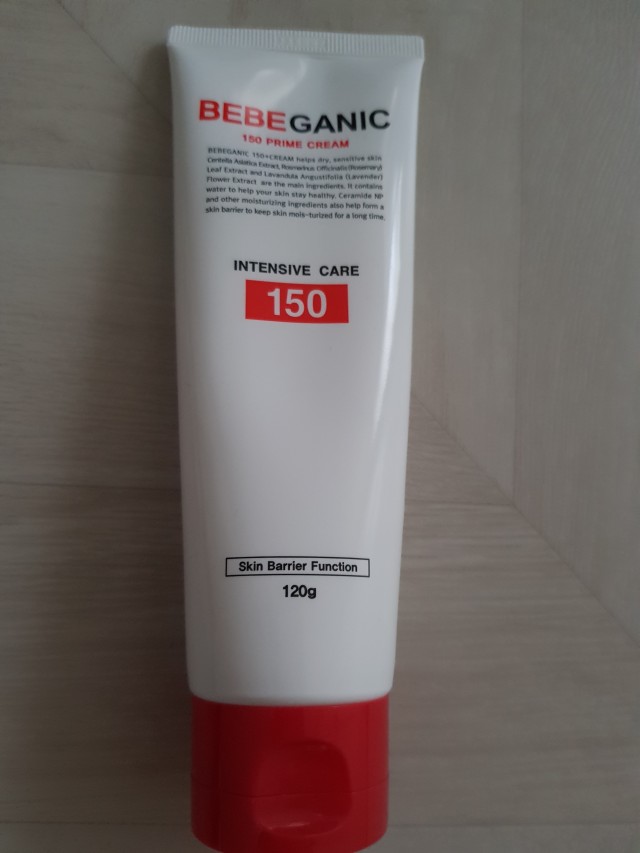 BEBEGANIC
150 PRIME CREAM
BEBEGANIC 150+CREAM helps dry, sensitive skin
Centella Asiatica Extract, Rosmarinus Officinalis (Rosemary)
Leaf Extract and Lavandula Angustifolia (Lavender)
Flower Extract are the main ingredients. It contains
water to help your skin stay healthy. Ceramide NP
and other moisturizing ingredients also help form a
skin barrier to keep skin mois-turized for a long time.
INTENSIVE CARE
150
Skin Barrier Function
120g